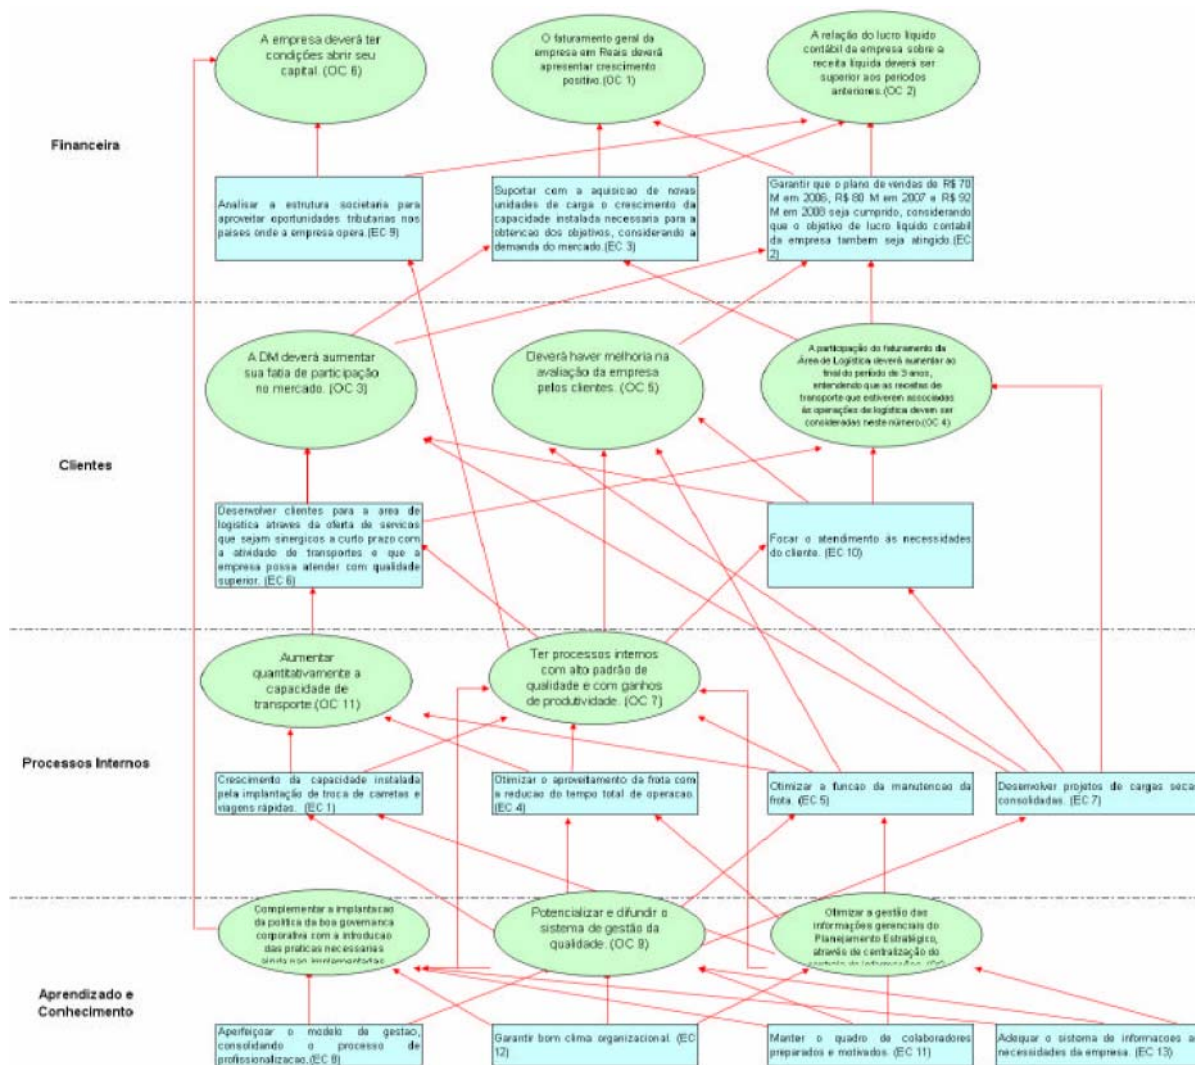 A empresa deverá ter
condições abrir seu
capital. (OC 6)
O faturamento geral da
empresa em Reais deverá
apresentar crescimento
positivo.(OC 1)
A relação do lucro líquido
contábil da empresa sobre a
receita líquida deverá ser
superior aos períodos
anteriores.(OC 2)
Financeira
Analisar a estrutura societaria para
aproveitar oportunidades tributarias nos
países onde a empresa opera.(EC 9)
Suportar com a aquisicao de novas
unidades de carga o crescimento da
capacidade instalada necessaria para a
obtencao dos objetivos, considerando a
demanda do mercado.(EC 3)
Garantir que o plano de vendas de R$ 70
M em 2006, R$ 80 M em 2007 e R$ 92
M em 2008 seja cumprido, considerando
que o objetivo de lucro líquido contabil
da empresa tambem seja atingido.(EC
2)
A DM deverá aumentar
sua fatia de participação
no mercado. (OC 3)
Deverá haver melhoria na
avaliação da empresa
pelos clientes. (OC 5)
A participação do faturamento da
Área de Logística deverá aumentar ao
final do período de 3 anos,
entendendo que as receitas de
transporte que estiverem associadas
às operações de logística devem ser
consideradas neste número.(OC 4)
Clientes
Desenvolver clientes para a area de
logistica atraves da oferta de servicos
que sejam sinergicos a curto prazo com
a atividade de transportes e que a
empresa possa atender com qualidade
superior. (EC 6)
Focar o atendimento às necessidades
do cliente. (EC 10)
Aumentar
quantitativamente a
capacidade de
transporte.(OC 11)
Ter processos internos
com alto padrão de
qualidade e com ganhos
de produtividade. (OC 7)
Processos Internos
Crescimento da capacidade instalada
pela implantação de troca de carretas e
viagens rápidas. (EC 1)
Otimizar o aproveitamento da frota com
a reducao do tempo total de operacao.
(EC 4)
Otimizar a funcao da manutencao da
frota. (EC 5)
Desenvolver projetos de cargas secas
consolidadas. (EC 7)
Complementar a implantacao
da politica da boa governanca
corporativa com a introducao
das praticas necessarias
ainda nao implementadas
Potencializar e difundir o
sistema de gestão da
qualidade. (OC 9)
Otimizar a gestão das
informações gerenciais do
Planejamento Estratégico,
através de centralização do
controle de informações. (OC
Aprendizado e
Conhecimento
Aperfeiçoar o modelo de gestao,
consolidando o processo de
profissionalizacao.(EC 8)
Garantir bom clima organizacional. (EC
12)
Manter o quadro de colaboradores
preparados e motivados. (EC 11)
Adequar o sistema de informacoes as
necessidades da empresa. (EC 13)